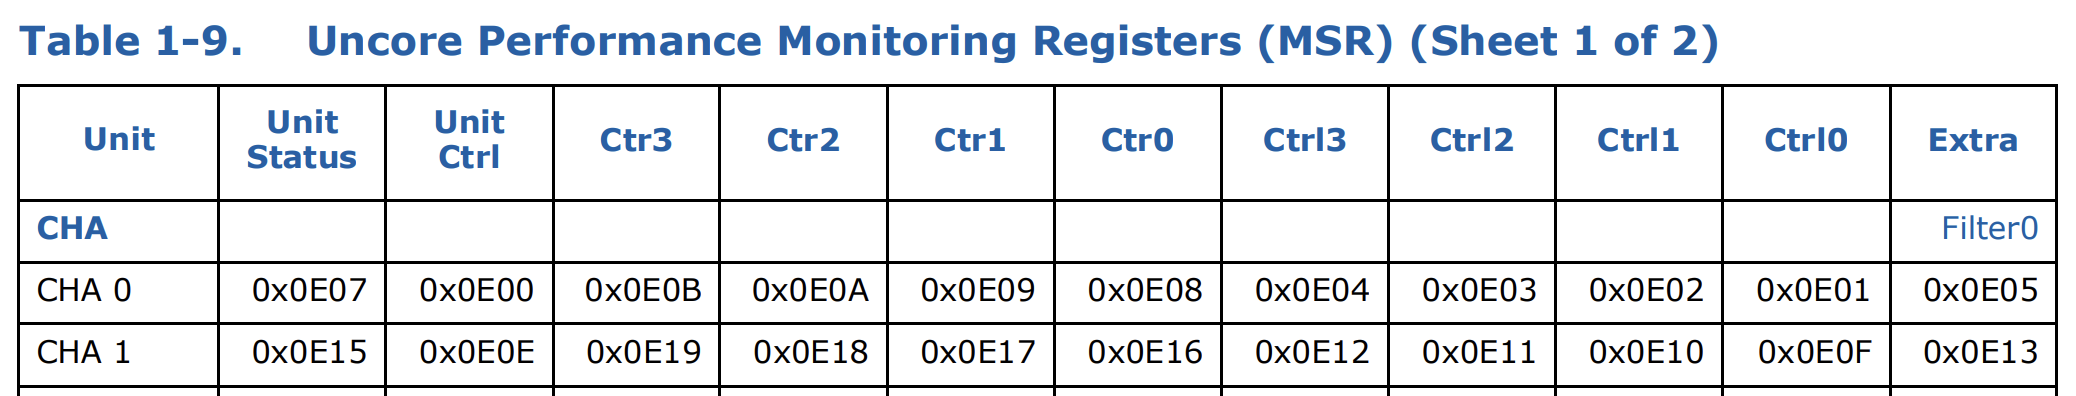 Table 1-9. Uncore Performance Monitoring Registers (MSR) (Sheet 1 of 2)
Unit Unit Status Unit Ctrl Ctr3 Ctr2 Ctr1 Ctr0 Ctrl3 Ctrl2 Ctrl1 Ctrl0 Extra
CHA Filter0
CHA 0 0x0E07 0x0E00 0x0E0B 0x0E0A 0x0E09 0x0E08 0x0E04 0x0E03 0x0E02 0x0E01 0x0E05
CHA 1 0x0E15 0x0E0E 0x0E19 0x0E18 0x0E17 0x0E16 0x0E12 0x0E11 0x0E10 0x0E0F 0x0E13